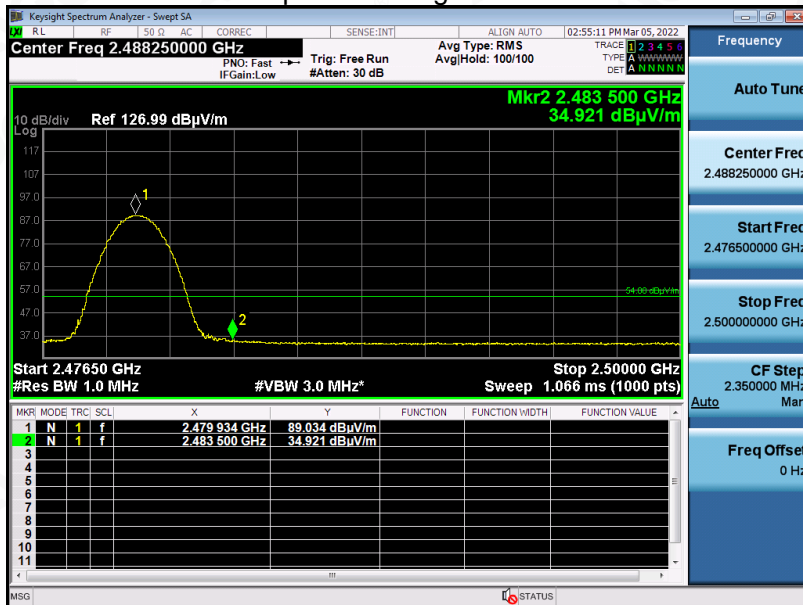 Keysight Spectrum Analyzer - Swept SA
LXI RL RF 50 Ω AC CORREC SENSE:INT ALIGN AUTO 02:55:11 PM Mar 05, 2022
Center Freq 2.488250000 GHz
PNO: Fast
IFGain:Low
Trig: Free Run
#Atten: 30 dB
Avg Type: RMS
Avg|Hold: 100/100
TRACE 1 2 3 4 5 6
TYPE A WWWWW
DET A N N N N N
Mkr2 2.483 500 GHz
34.921 dBµV/m
10 dB/div Ref 126.99 dBµV/m
Log
117
107
97.0
87.0
77.0
67.0
57.0
47.0
37.0
1
2
54.00 dBµV/m
Start 2.47650 GHz Stop 2.50000 GHz
#Res BW 1.0 MHz #VBW 3.0 MHz* Sweep 1.066 ms (1000 pts)
MKR MODE TRC SCL X Y FUNCTION FUNCTION WIDTH FUNCTION VALUE
1 N 1 f 2.479 934 GHz 89.034 dBµV/m
2 N 1 f 2.483 500 GHz 34.921 dBµV/m
3
4
5
6
7
8
9
10
11
MSG STATUS
Frequency
Auto Tune
Center Freq
2.488250000 GHz
Start Freq
2.476500000 GHz
Stop Freq
2.500000000 GHz
CF Step
2.350000 MHz
Auto Man
Freq Offset
0 Hz